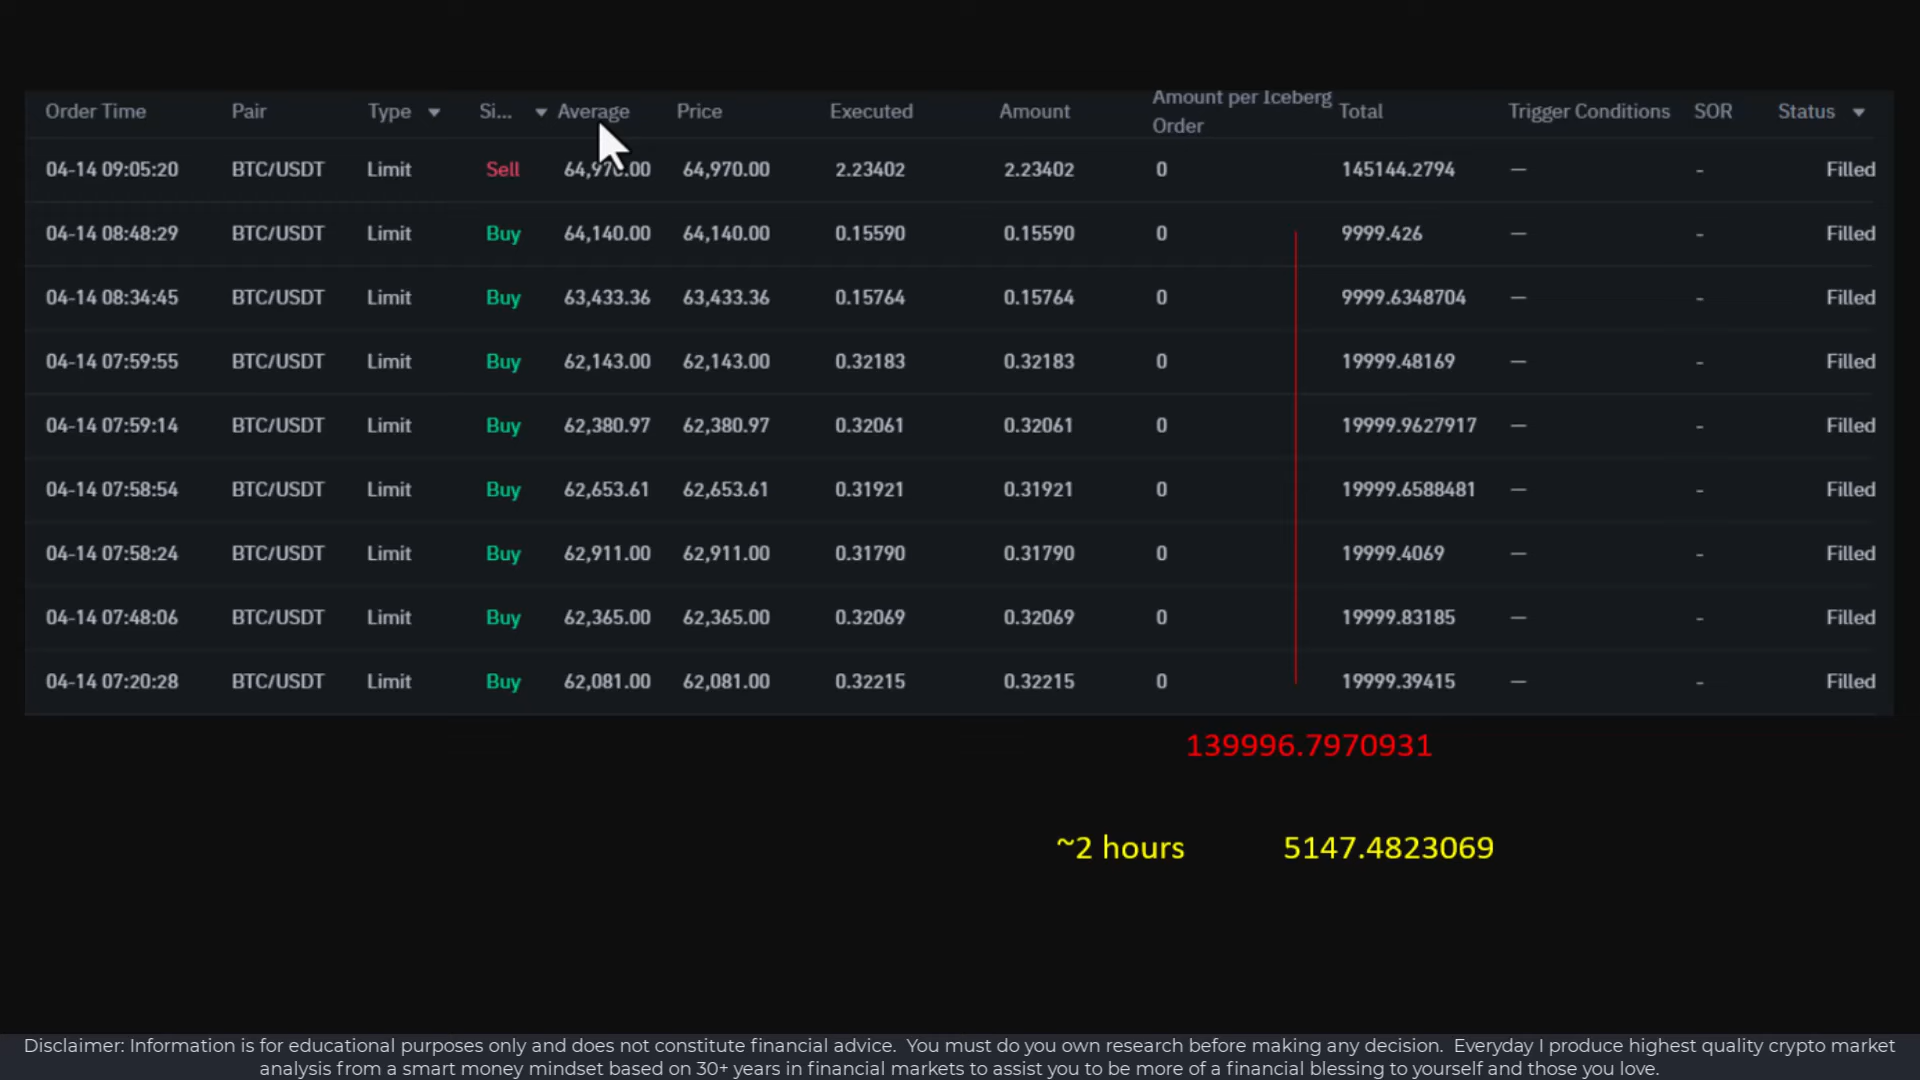 Order Time Pair Type Si... Average Price Executed Amount Amount per Iceberg Order Total Trigger Conditions SOR Status
04-14 09:05:20 BTC/USDT Limit Sell 64,970.00 64,970.00 2.23402 2.23402 0 145144.2794 — - Filled
04-14 08:48:29 BTC/USDT Limit Buy 64,140.00 64,140.00 0.15590 0.15590 0 9999.426 — - Filled
04-14 08:34:45 BTC/USDT Limit Buy 63,433.36 63,433.36 0.15764 0.15764 0 9999.6348704 — - Filled
04-14 07:59:55 BTC/USDT Limit Buy 62,143.00 62,143.00 0.32183 0.32183 0 19999.48169 — - Filled
04-14 07:59:14 BTC/USDT Limit Buy 62,380.97 62,380.97 0.32061 0.32061 0 19999.9627917 — - Filled
04-14 07:58:54 BTC/USDT Limit Buy 62,653.61 62,653.61 0.31921 0.31921 0 19999.6588481 — - Filled
04-14 07:58:24 BTC/USDT Limit Buy 62,911.00 62,911.00 0.31790 0.31790 0 19999.4069 — - Filled
04-14 07:48:06 BTC/USDT Limit Buy 62,365.00 62,365.00 0.32069 0.32069 0 19999.83185 — - Filled
04-14 07:20:28 BTC/USDT Limit Buy 62,081.00 62,081.00 0.32215 0.32215 0 19999.39415 — - Filled
139996.7970931
~2 hours 5147.4823069
Disclaimer: Information is for educational purposes only and does not constitute financial advice. You must do you own research before making any decision. Everyday I produce highest quality crypto market
analysis from a smart money mindset based on 30+ years in financial markets to assist you to be more of a financial blessing to yourself and those you love.